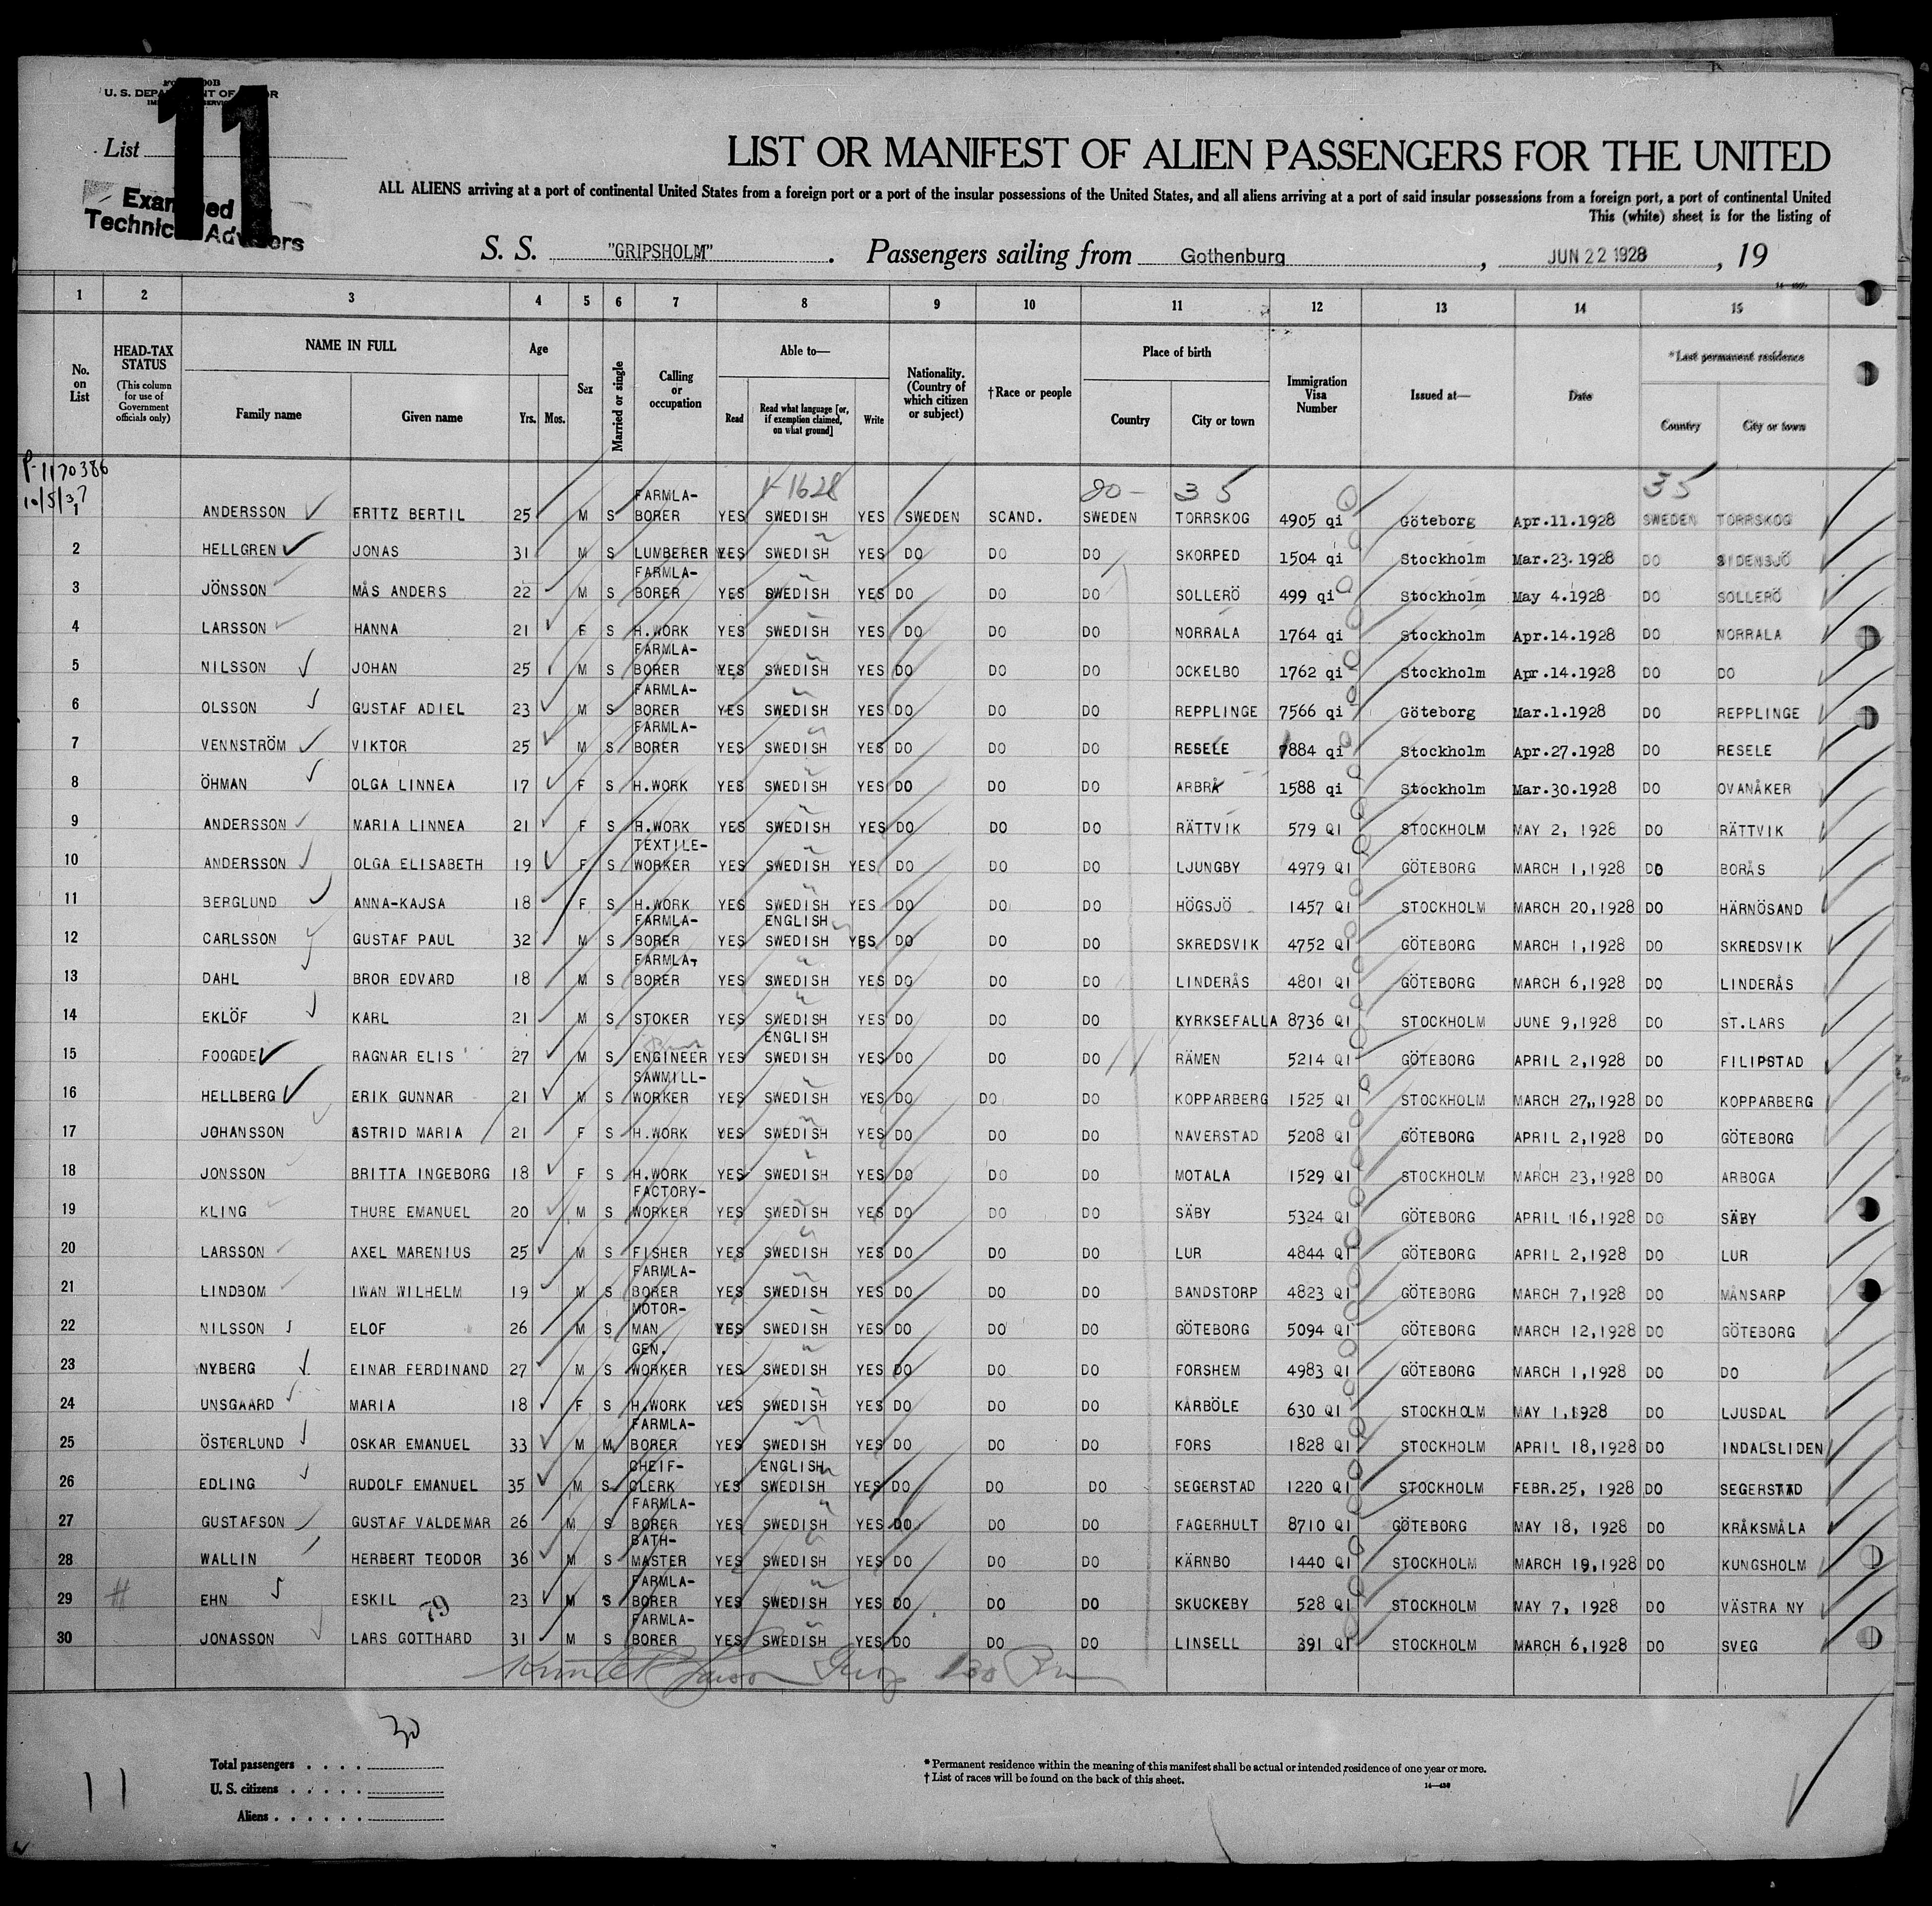 U. S. DEPARTMENT OF LABOR
List
11
Examined by
Technical Advisers
LIST OR MANIFEST OF ALIEN PASSENGERS FOR THE UNITED
ALL ALIENS arriving at a port of continental United States from a foreign port or a port of the insular possessions of the United States, and all aliens arriving at a port of said insular possessions from a foreign port, a port of continental United
This (white) sheet is for the listing of
S. S. "GRIPSHOLM". Passengers sailing from Gothenburg, JUN 22 1928, 19
1 2 3 4 5 6 7 8 9 10 11 12 13 14 15
No. on List
HEAD-TAX STATUS (This column for use of Government officials only)
NAME IN FULL Family name Given name
Age Yrs. Mos.
Sex
Married or single
Calling or occupation
Able to— Read Read what language [or, if exemption claimed, on what ground] Write
Nationality. (Country of which citizen or subject)
†Race or people
Place of birth Country City or town
Immigration Visa Number
Issued at—
Date
*Last permanent residence Country City or town
P-1170386
10/5/37
1628 35 35
1 ANDERSSON FRITZ BERTIL 25 M S FARMLA-BORER YES SWEDISH YES SWEDEN SCAND. SWEDEN TORRSKOG 4905 qi Göteborg Apr.11.1928 SWEDEN TORRSKOG
2 HELLGREN JONAS 31 M S LUMBERER YES SWEDISH YES DO DO DO SKORPED 1504 qi Stockholm Mar.23.1928 DO SIDENSJÖ
3 JÖNSSON MÅS ANDERS 22 M S FARMLA-BORER YES SWEDISH YES DO DO DO SOLLERÖ 499 qi Stockholm May 4.1928 DO SOLLERÖ
4 LARSSON HANNA 21 F S H.WORK YES SWEDISH YES DO DO DO NORRALA 1764 qi Stockholm Apr.14.1928 DO NORRALA
5 NILSSON JOHAN 25 M S FARMLA-BORER YES SWEDISH YES DO DO DO OCKELBO 1762 qi Stockholm Apr.14.1928 DO DO
6 OLSSON GUSTAF ADIEL 23 M S FARMLA-BORER YES SWEDISH YES DO DO DO REPPLINGE 7566 qi Göteborg Mar.1.1928 DO REPPLINGE
7 VENNSTRÖM VIKTOR 25 M S FARMLA-BORER YES SWEDISH YES DO DO DO RESELE 7884 qi Stockholm Apr.27.1928 DO RESELE
8 ÖHMAN OLGA LINNEA 17 F S H.WORK YES SWEDISH YES DO DO DO ARBRÅ 1588 qi Stockholm Mar.30.1928 DO OVANÅKER
9 ANDERSSON MARIA LINNEA 21 F S H.WORK YES SWEDISH YES DO DO DO RÄTTVIK 579 QI STOCKHOLM MAY 2, 1928 DO RÄTTVIK
10 ANDERSSON OLGA ELISABETH 19 F S TEXTILE-WORKER YES SWEDISH YES DO DO DO LJUNGBY 4979 QI GÖTEBORG MARCH 1,1928 DO BORÅS
11 BERGLUND ANNA-KAJSA 18 F S H.WORK YES SWEDISH YES DO DO DO HÖGSJÖ 1457 QI STOCKHOLM MARCH 20,1928 DO HÄRNÖSAND
12 CARLSSON GUSTAF PAUL 32 M S FARMLA-BORER YES ENGLISH SWEDISH YES DO DO DO SKREDSVIK 4752 QI GÖTEBORG MARCH 1,1928 DO SKREDSVIK
13 DAHL BROR EDVARD 18 M S FARMLA-BORER YES SWEDISH YES DO DO DO LINDERÅS 4801 QI GÖTEBORG MARCH 6,1928 DO LINDERÅS
14 EKLÖF KARL 21 M S STOKER YES SWEDISH YES DO DO DO KYRKSEFALLA 8736 QI STOCKHOLM JUNE 9,1928 DO ST.LARS
15 FOOGDE RAGNAR ELIS 27 M S ENGINEER YES ENGLISH SWEDISH YES DO DO DO RÄMEN 5214 QI GÖTEBORG APRIL 2,1928 DO FILIPSTAD
16 HELLBERG ERIK GUNNAR 21 M S SAWMILL-WORKER YES SWEDISH YES DO DO DO KOPPARBERG 1525 QI STOCKHOLM MARCH 27,,1928 DO KOPPARBERG
17 JOHANSSON ASTRID MARIA 21 F S H.WORK YES SWEDISH YES DO DO DO NAVERSTAD 5208 QI GÖTEBORG APRIL 2,1928 DO GÖTEBORG
18 JONSSON BRITTA INGEBORG 18 F S H.WORK YES SWEDISH YES DO DO DO MOTALA 1529 QI STOCKHOLM MARCH 23,1928 DO ARBOGA
19 KLING THURE EMANUEL 20 M S FACTORY-WORKER YES SWEDISH YES DO DO DO SÄBY 5324 QI GÖTEBORG APRIL 16,1928 DO SÄBY
20 LARSSON AXEL MARENIUS 25 M S FISHER YES SWEDISH YES DO DO DO LUR 4844 QI GÖTEBORG APRIL 2,1928 DO LUR
21 LINDBOM IWAN WILHELM 19 M S FARMLA-BORER YES SWEDISH YES DO DO DO BANDSTORP 4823 QI GÖTEBORG MARCH 7,1928 DO MÅNSARP
22 NILSSON ELOF 26 M S MOTOR-MAN YES SWEDISH YES DO DO DO GÖTEBORG 5094 QI GÖTEBORG MARCH 12,1928 DO GÖTEBORG
23 NYBERG EINAR FERDINAND 27 M S GEN. WORKER YES SWEDISH YES DO DO DO FORSHEM 4983 QI GÖTEBORG MARCH 1,1928 DO DO
24 UNSGAARD MARIA 18 F S H.WORK YES SWEDISH YES DO DO DO KÅRBÖLE 630 QI STOCKHOLM MAY 1,1928 DO LJUSDAL
25 ÖSTERLUND OSKAR EMANUEL 33 M M FARMLA-BORER YES SWEDISH YES DO DO DO FORS 1828 QI STOCKHOLM APRIL 18,1928 DO INDALSLIDEN
26 EDLING RUDOLF EMANUEL 35 M S CHEIF-CLERK YES ENGLISH SWEDISH YES DO DO DO SEGERSTAD 1220 QI STOCKHOLM FEBR.25, 1928 DO SEGERSTAD
27 GUSTAFSON GUSTAF VALDEMAR 26 M S FARMLA-BORER YES SWEDISH YES DO DO DO FAGERHULT 8710 QI GÖTEBORG MAY 18, 1928 DO KRÅKSMÅLA
28 WALLIN HERBERT TEODOR 36 M S BATH-MASTER YES SWEDISH YES DO DO DO KÄRNBO 1440 QI STOCKHOLM MARCH 19,1928 DO KUNGSHOLM
29 # EHN ESKIL 79 23 M S FARMLA-BORER YES SWEDISH YES DO DO DO SKUCKEBY 528 QI STOCKHOLM MAY 7, 1928 DO VÄSTRA NY
30 JONASSON LARS GOTTHARD 31 M S FARMLA-BORER YES SWEDISH YES DO DO DO LINSELL 391 QI STOCKHOLM MARCH 6,1928 DO SVEG
30
Total passengers
U. S. citizens
Aliens
11
* Permanent residence within the meaning of this manifest shall be actual or intended residence of one year or more.
† List of races will be found on the back of this sheet.